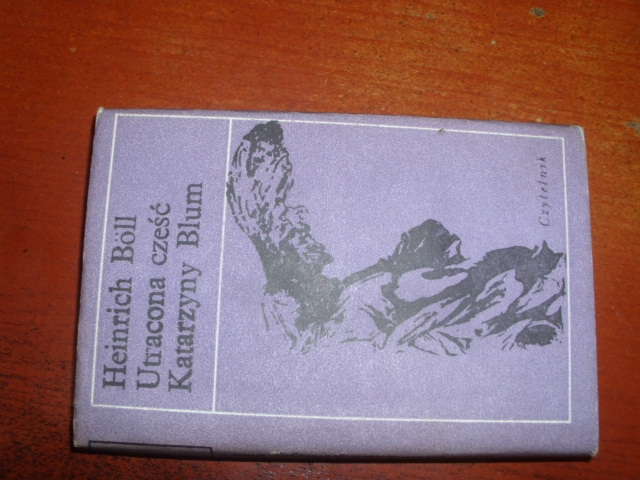 Heinrich Böll
Utracona cześć
Katarzyny Blum
Czytelnik